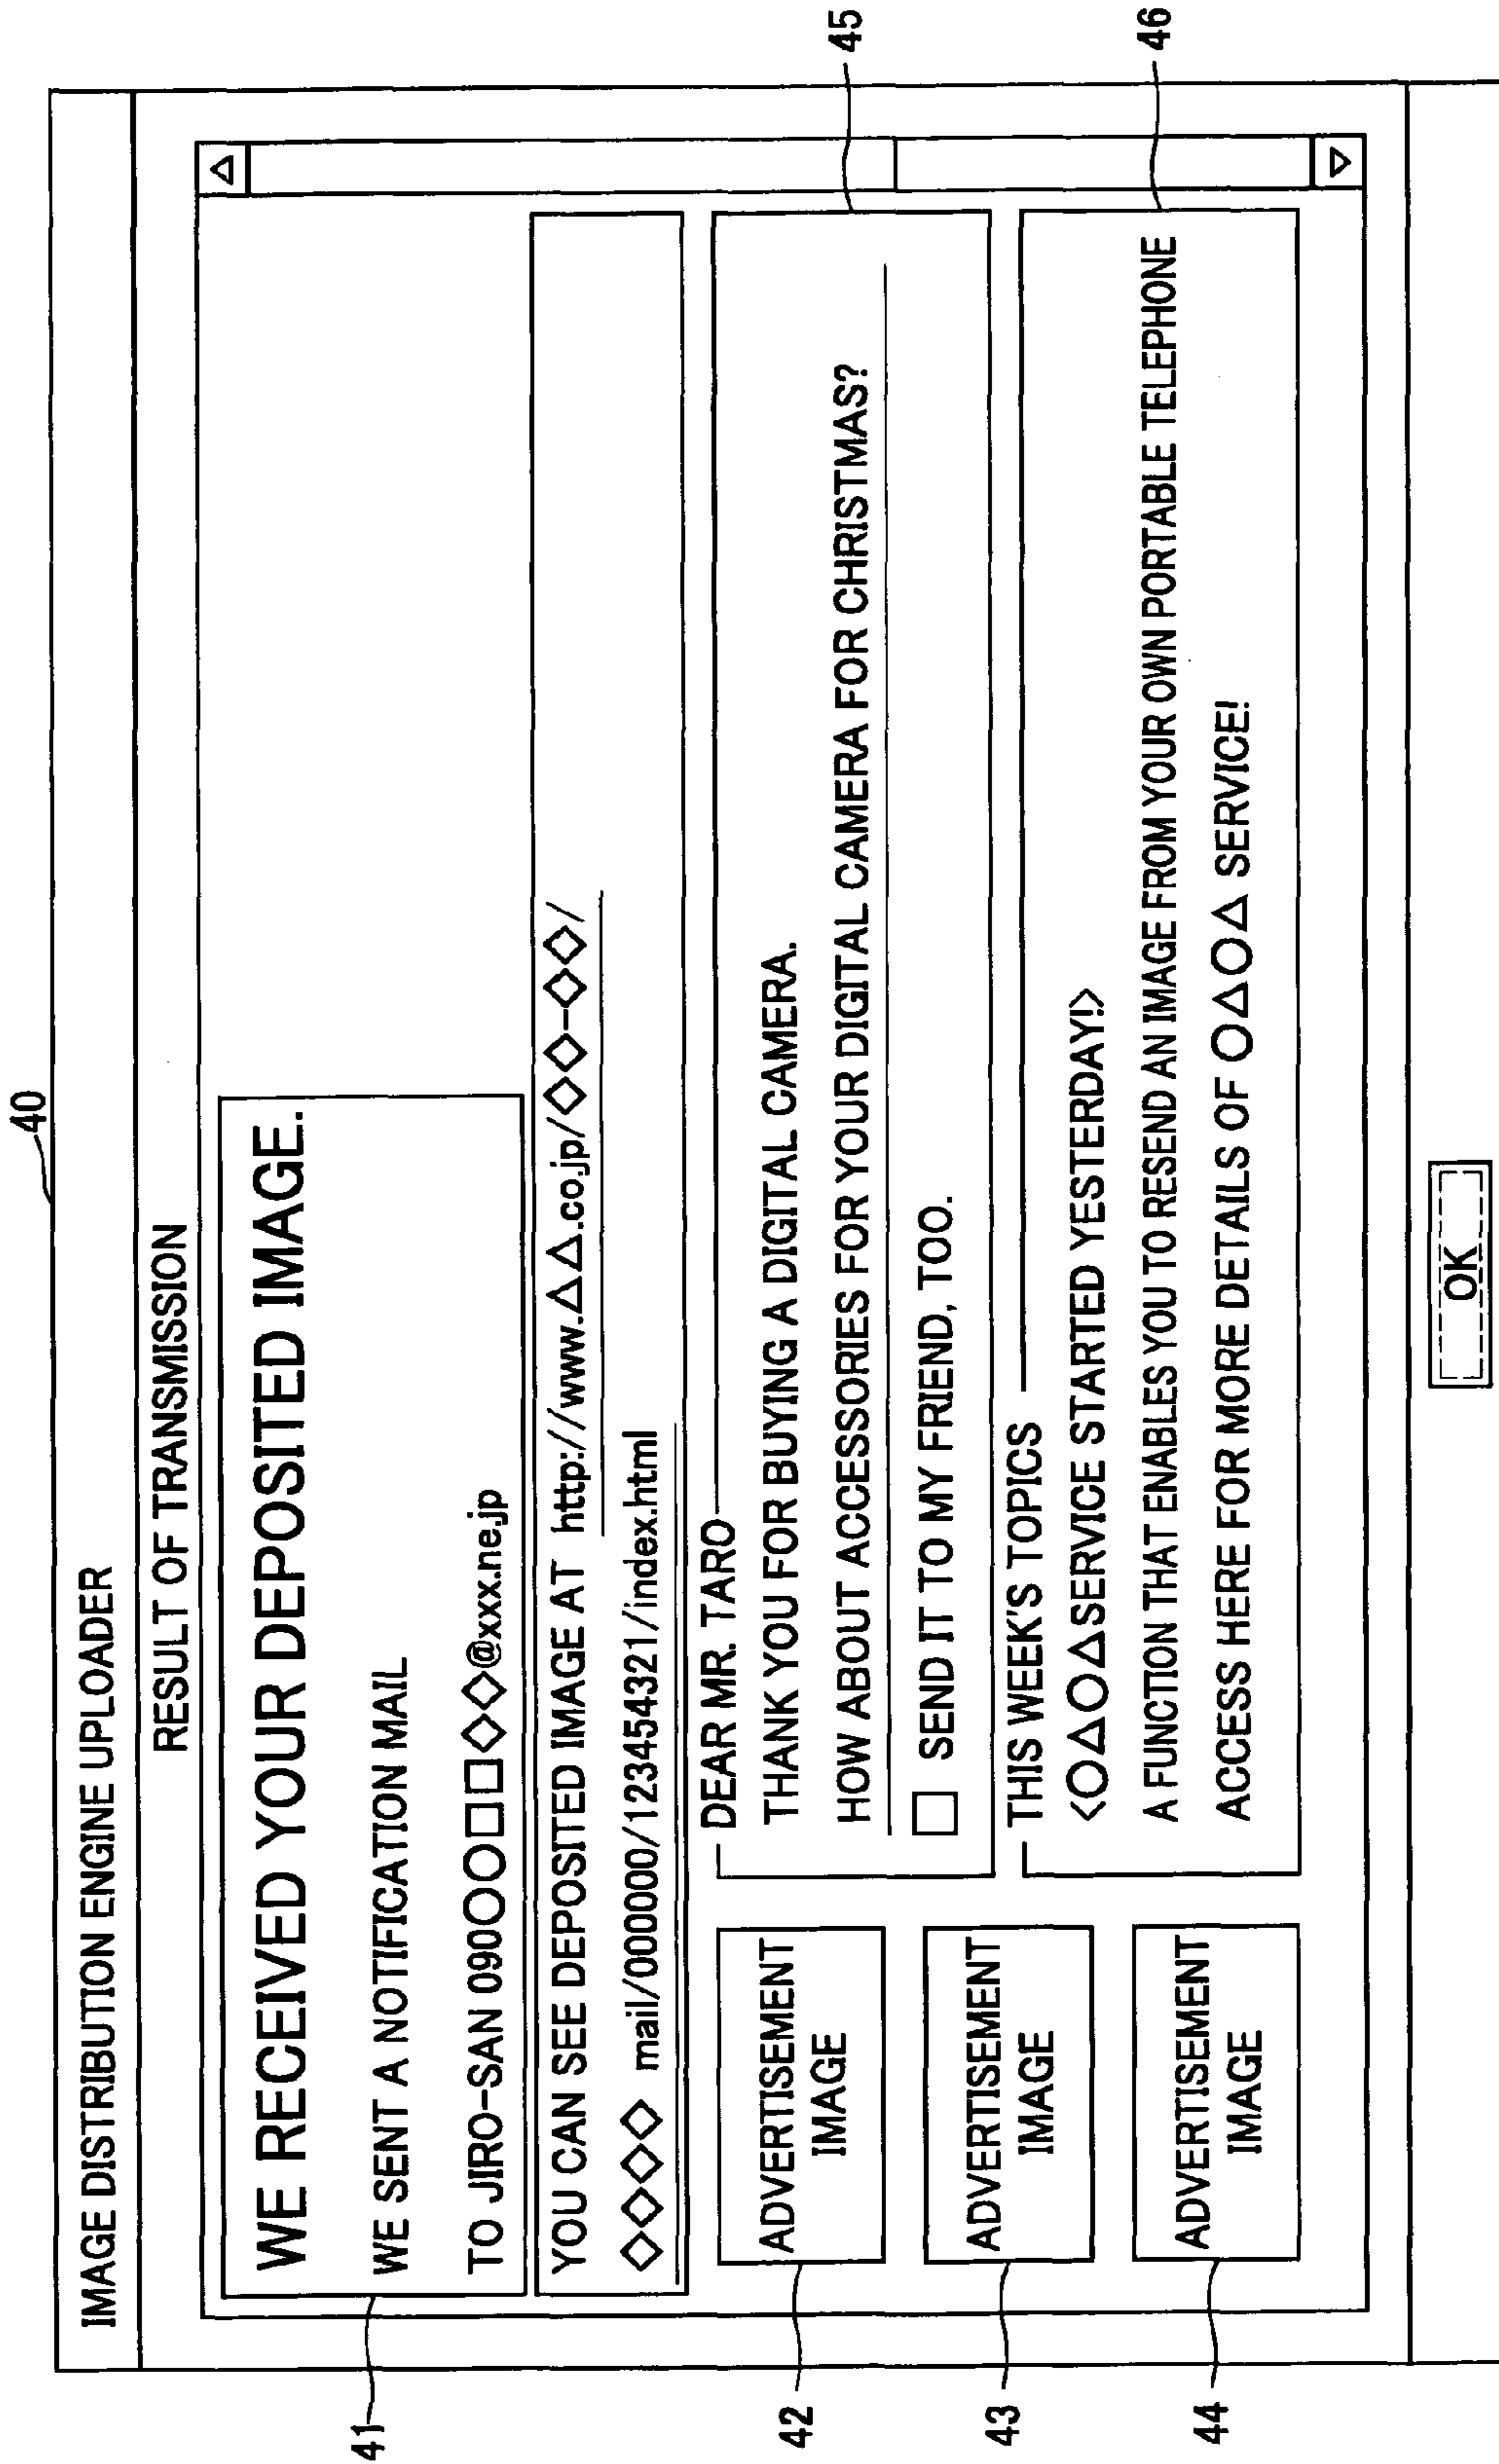 40
IMAGE DISTRIBUTION ENGINE UPLOADER
RESULT OF TRANSMISSION
41
WE RECEIVED YOUR DEPOSITED IMAGE.
WE SENT A NOTIFICATION MAIL
TO JIRO-SAN 090○○□□◇◇@xxx.ne.jp
YOU CAN SEE DEPOSITED IMAGE AT http://www.△△.co.jp/◇◇-◇◇/
◇◇◇◇ mail/000000/123454321/index.html
42
ADVERTISEMENT
IMAGE
43
ADVERTISEMENT
IMAGE
44
ADVERTISEMENT
IMAGE
DEAR MR. TARO
45
THANK YOU FOR BUYING A DIGITAL CAMERA.
HOW ABOUT ACCESSORIES FOR YOUR DIGITAL CAMERA FOR CHRISTMAS?
□ SEND IT TO MY FRIEND, TOO.
THIS WEEK'S TOPICS
46
<○△○△SERVICE STARTED YESTERDAY!>
A FUNCTION THAT ENABLES YOU TO RESEND AN IMAGE FROM YOUR OWN PORTABLE TELEPHONE
ACCESS HERE FOR MORE DETAILS OF ○△○△ SERVICE!
OK